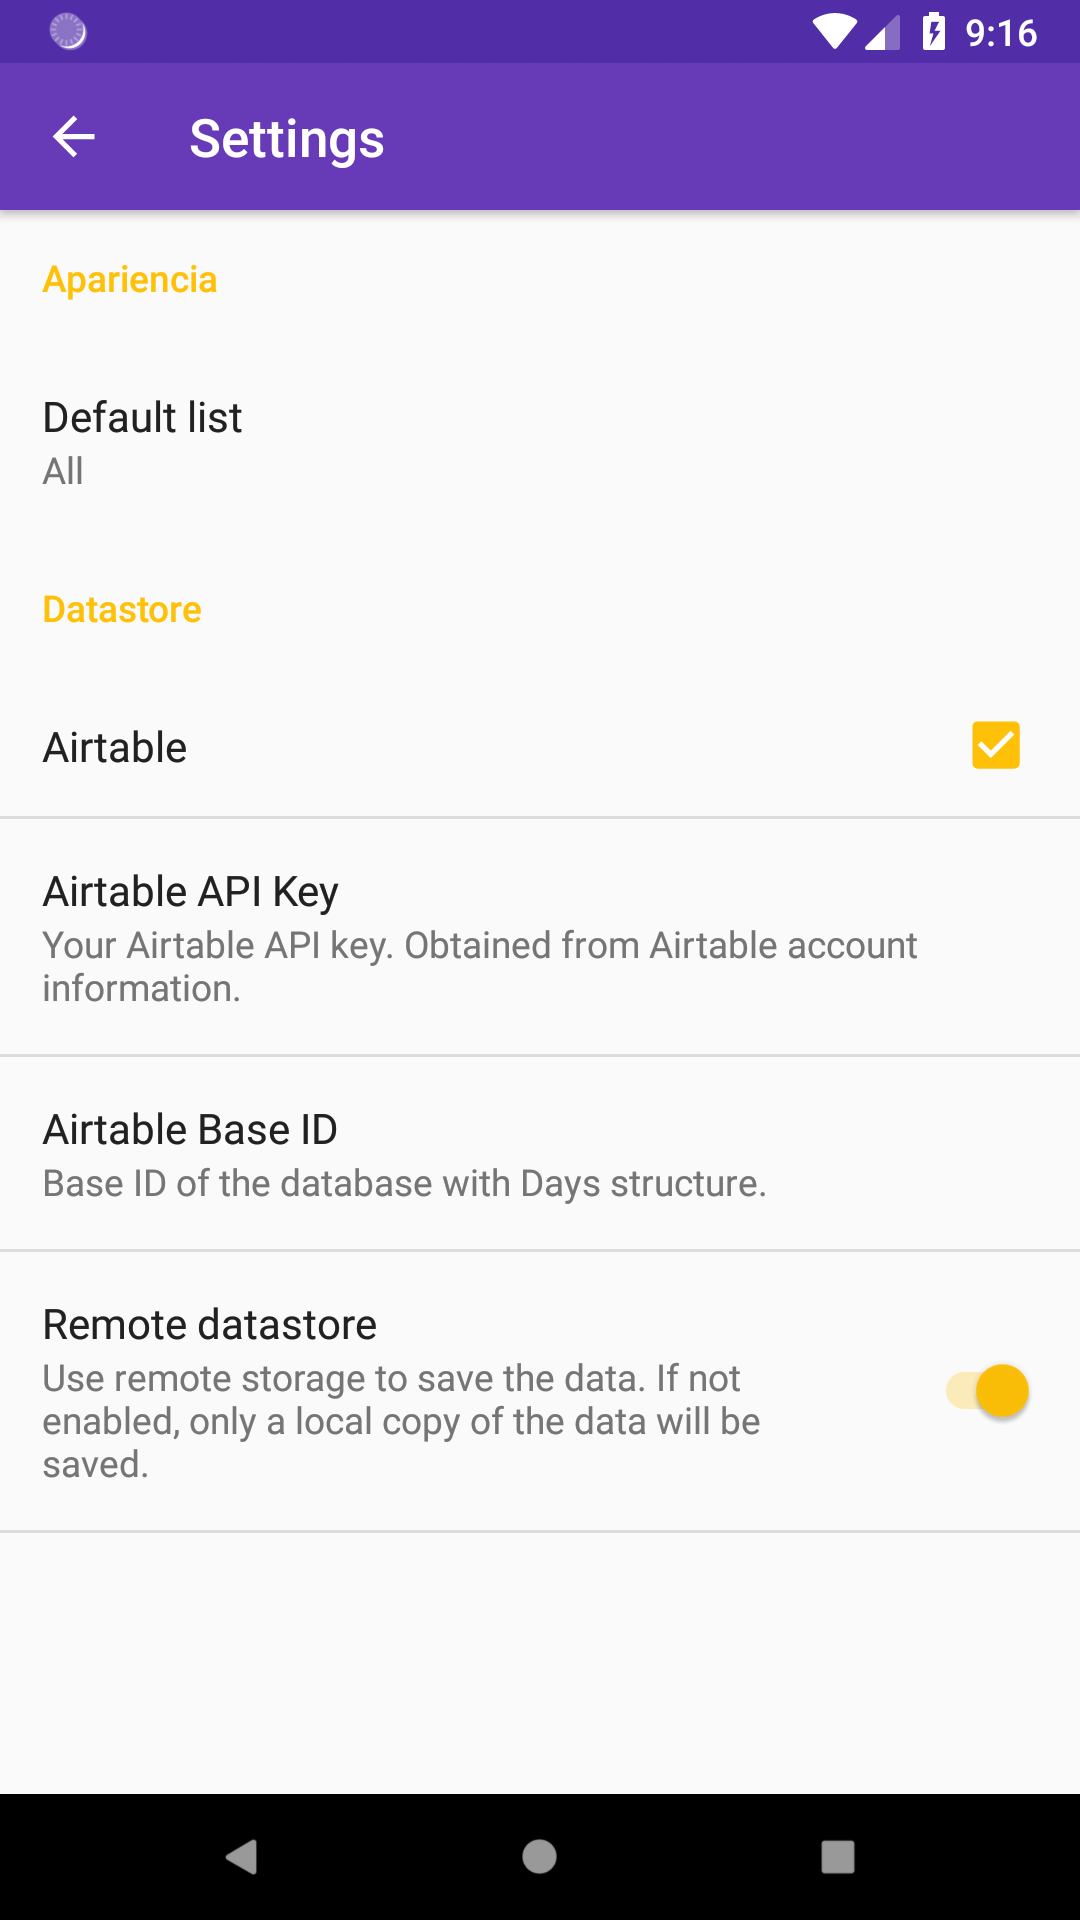 9:16
Settings
Apariencia
Default list
All
Datastore
Airtable
Airtable API Key
Your Airtable API key. Obtained from Airtable account
information.
Airtable Base ID
Base ID of the database with Days structure.
Remote datastore
Use remote storage to save the data. If not
enabled, only a local copy of the data will be
saved.